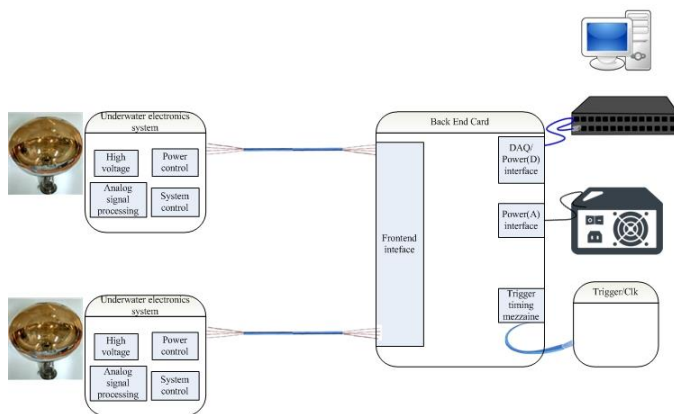 Underwater electronics
system
High
voltage
Power
control
Analog
signal
processing
System
control
Back End Card
DAQ/
Power(D)
interface
Frontend
inteface
Power(A)
interface
Trigger
timing
mezzaine
Trigger/Clk
Underwater electronics
system
High
voltage
Power
control
Analog
signal processing
System
control